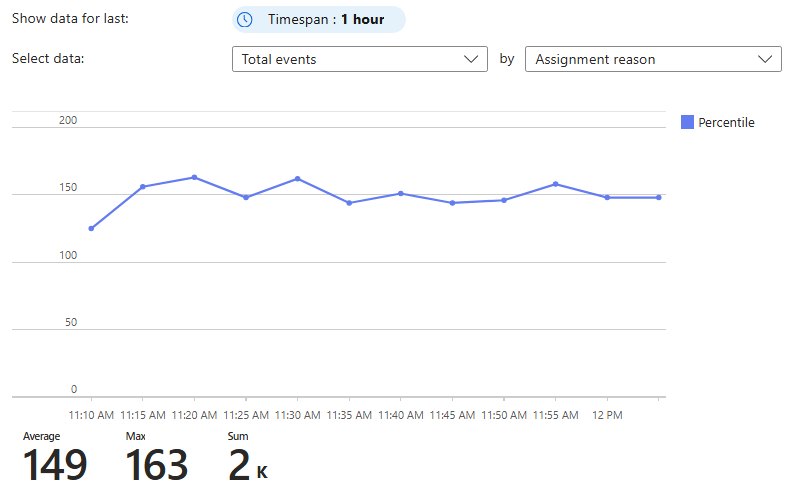 Show data for last: Timespan : 1 hour
Select data: Total events by Assignment reason
200
Percentile
150
100
50
0
11:10 AM 11:15 AM 11:20 AM 11:25 AM 11:30 AM 11:35 AM 11:40 AM 11:45 AM 11:50 AM 11:55 AM 12 PM
Average Max Sum
149 163 2 K